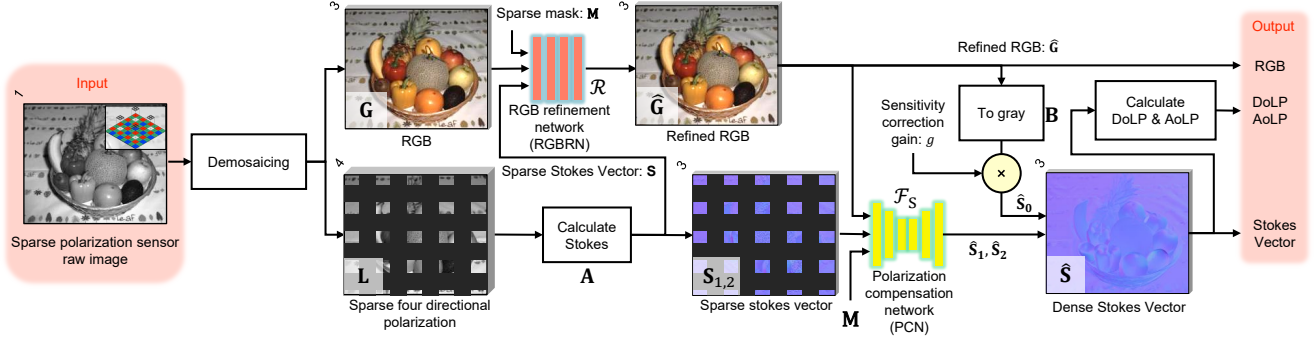 Input
1
Sparse polarization sensor
raw image
Demosaicing
3
G
RGB
Sparse mask: M
R
RGB refinement
network
(RGBRN)
3
Ĝ
Refined RGB
4
L
Sparse four directional
polarization
Sparse Stokes Vector: S
Calculate
Stokes
A
3
S1,2
Sparse stokes vector
M
FS
Polarization
compensation
network
(PCN)
Refined RGB: Ĝ
Sensitivity
correction
gain: g
To gray
B
×
Ŝ0
Ŝ1, Ŝ2
3
Ŝ
Dense Stokes Vector
Calculate
DoLP & AoLP
Output
RGB
DoLP
AoLP
Stokes
Vector